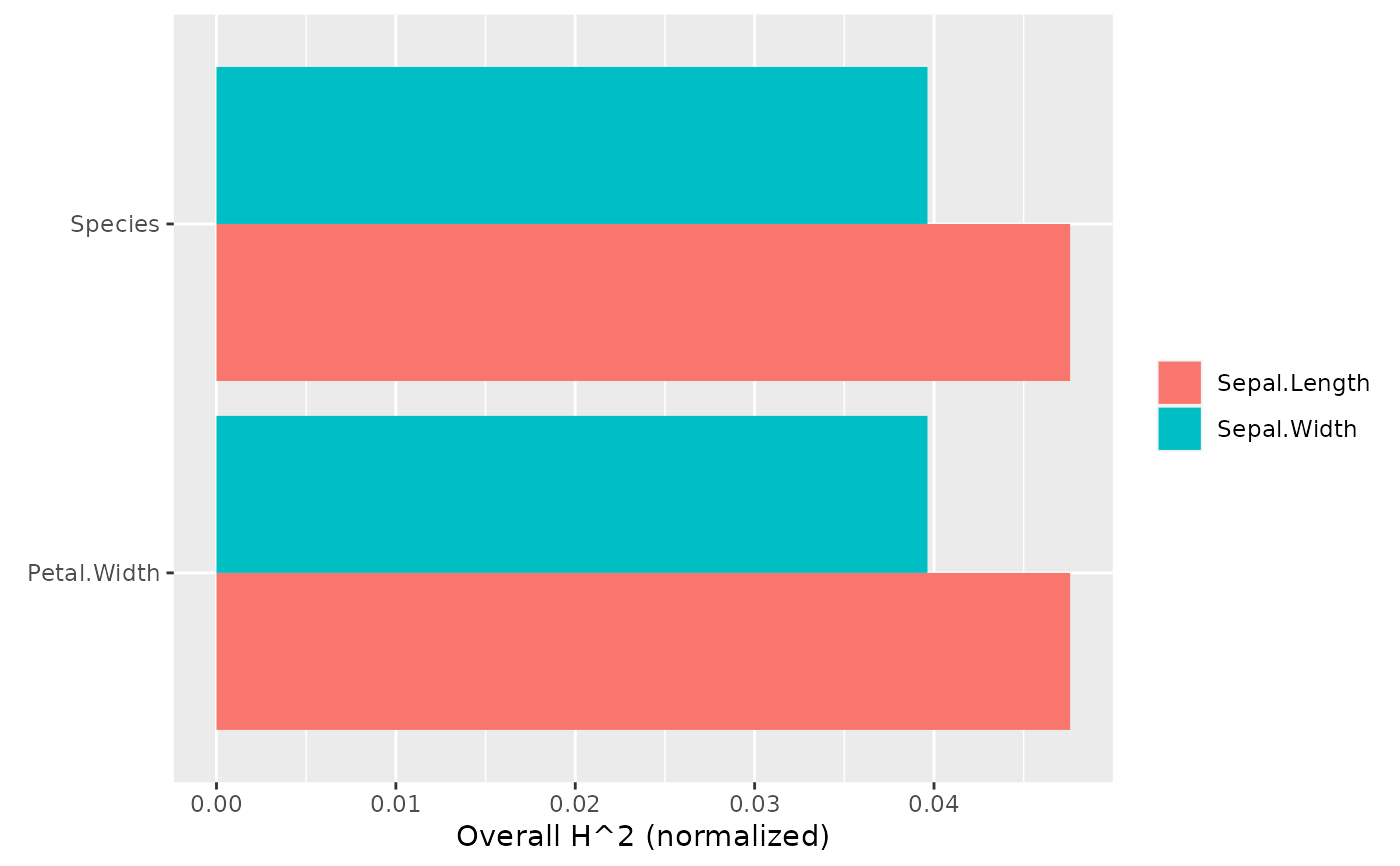 Species
Petal.Width
0.00 0.01 0.02 0.03 0.04
Overall H^2 (normalized)
Sepal.Length
Sepal.Width